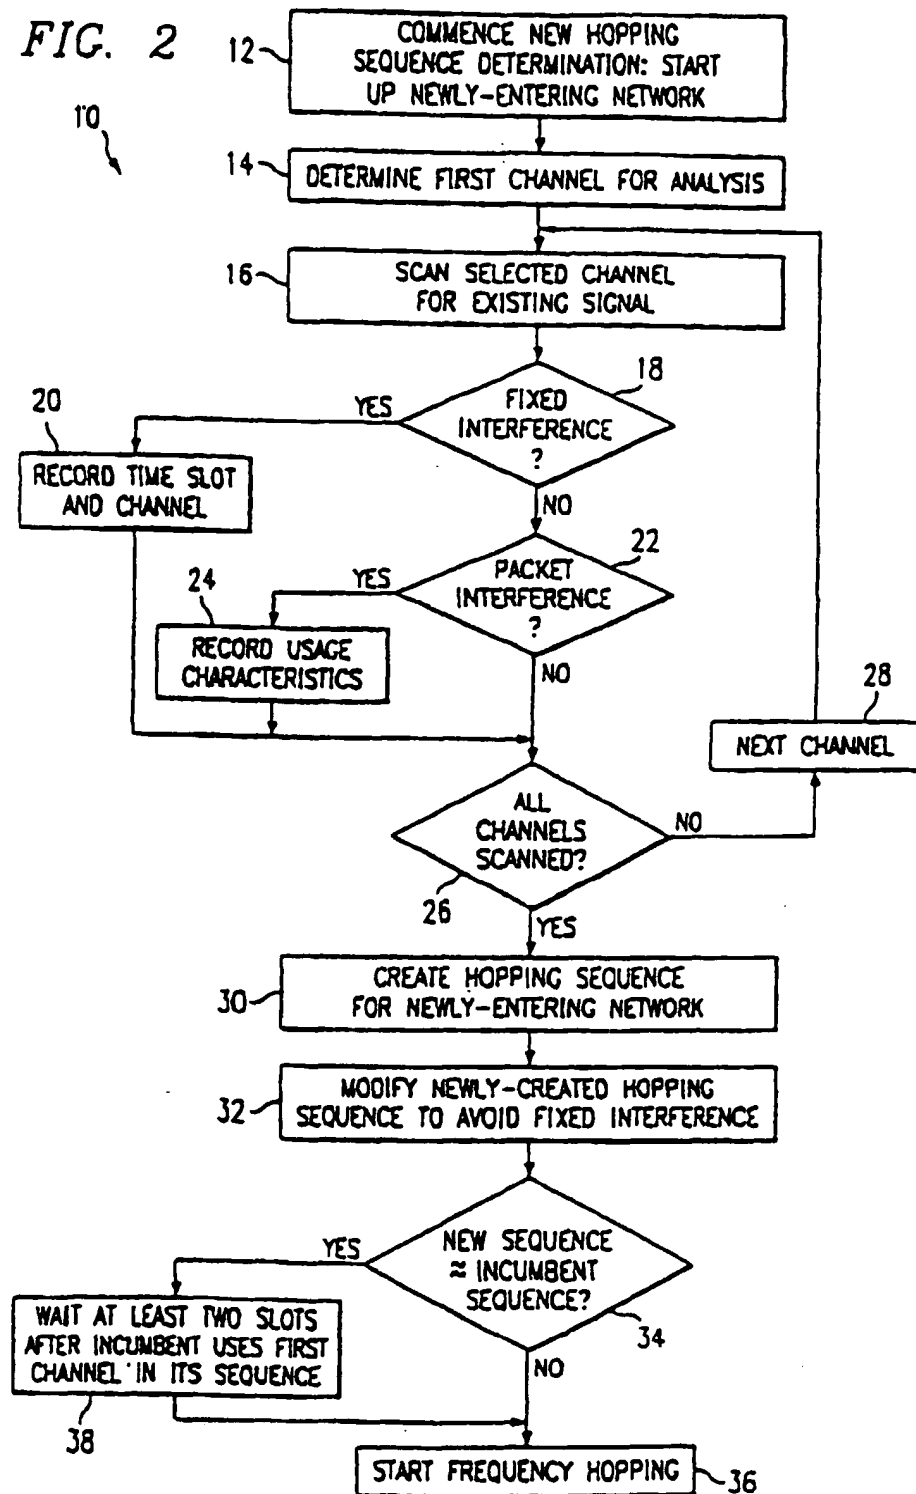 FIG. 2
10
12
COMMENCE NEW HOPPING
SEQUENCE DETERMINATION: START
UP NEWLY-ENTERING NETWORK
14
DETERMINE FIRST CHANNEL FOR ANALYSIS
16
SCAN SELECTED CHANNEL
FOR EXISTING SIGNAL
18
FIXED
INTERFERENCE
?
YES
NO
20
RECORD TIME SLOT
AND CHANNEL
22
PACKET
INTERFERENCE
?
YES
NO
24
RECORD USAGE
CHARACTERISTICS
28
NEXT CHANNEL
ALL
CHANNELS
SCANNED?
NO
26
YES
30
CREATE HOPPING SEQUENCE
FOR NEWLY-ENTERING NETWORK
32
MODIFY NEWLY-CREATED HOPPING
SEQUENCE TO AVOID FIXED INTERFERENCE
NEW SEQUENCE
≈ INCUMBENT
SEQUENCE?
YES
34
NO
WAIT AT LEAST TWO SLOTS
AFTER INCUMBENT USES FIRST
CHANNEL IN ITS SEQUENCE
38
START FREQUENCY HOPPING
36